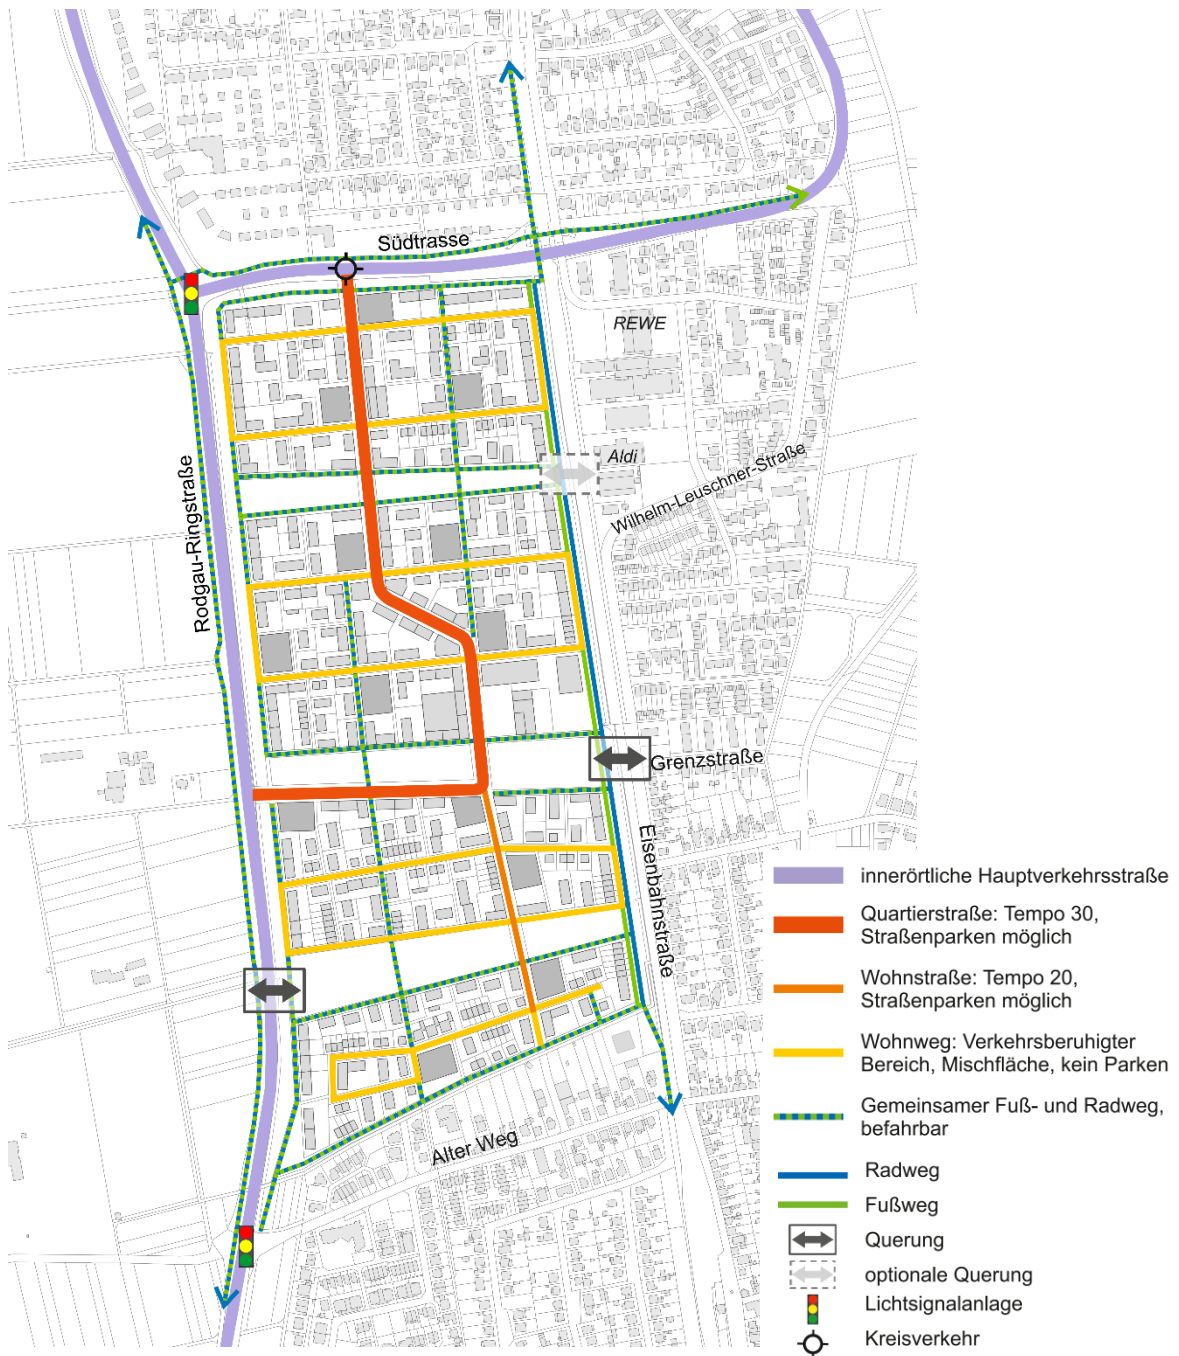 Südtrasse
REWE
Aldi
Wilhelm-Leuschner-Straße
Rodgau-Ringstraße
Grenzstraße
Eisenbahnstraße
Alter Weg
innerörtliche Hauptverkehrsstraße
Quartierstraße: Tempo 30,
Straßenparken möglich
Wohnstraße: Tempo 20,
Straßenparken möglich
Wohnweg: Verkehrsberuhigter
Bereich, Mischfläche, kein Parken
Gemeinsamer Fuß- und Radweg,
befahrbar
Radweg
Fußweg
Querung
optionale Querung
Lichtsignalanlage
Kreisverkehr